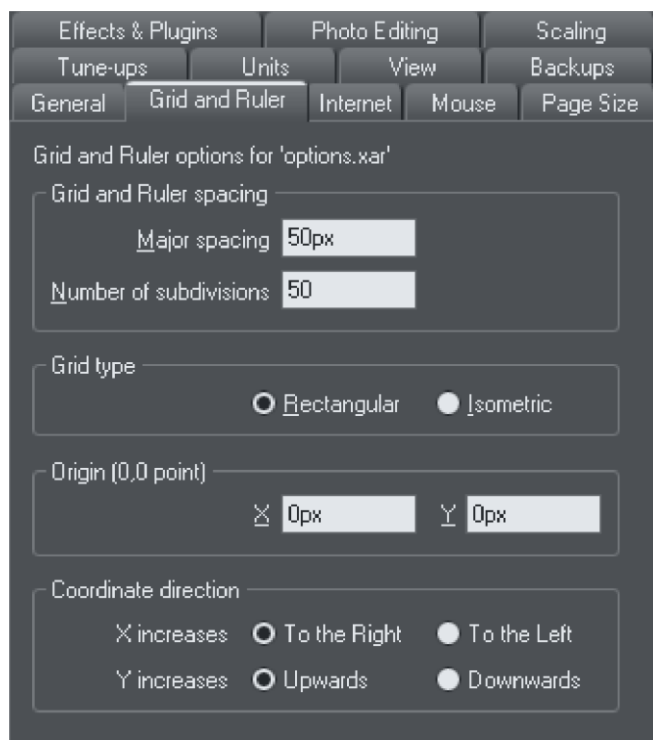 Effects & Plugins Photo Editing Scaling
Tune-ups Units View Backups
General Grid and Ruler Internet Mouse Page Size
Grid and Ruler options for 'options.xar'
Grid and Ruler spacing
Major spacing 50px
Number of subdivisions 50
Grid type
Rectangular Isometric
Origin (0,0 point)
X 0px Y 0px
Coordinate direction
X increases To the Right To the Left
Y increases Upwards Downwards